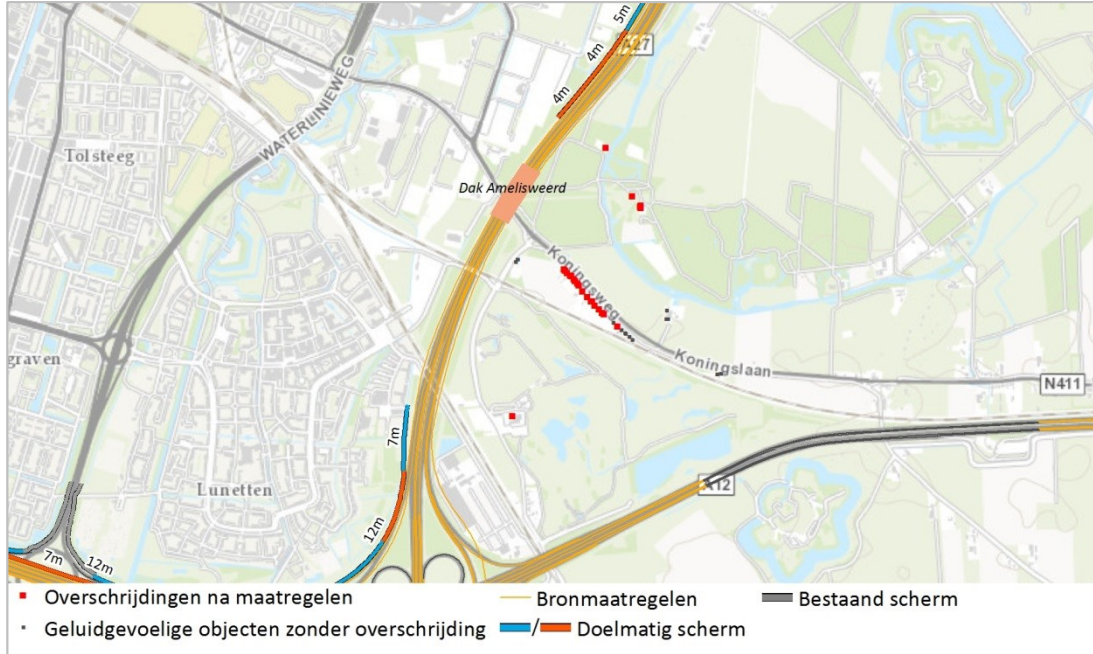 5m
A27
4m
4m
WATERLINIEWEG
Tolsteeg
Dak Amelisweerd
Koningsweg
Koningslaan
N411
graven
7m
Lunetten
A12
12m
7m
12m
Overschrijdingen na maatregelen
Bronmaatregelen
Bestaand scherm
Geluidgevoelige objecten zonder overschrijding
/
Doelmatig scherm